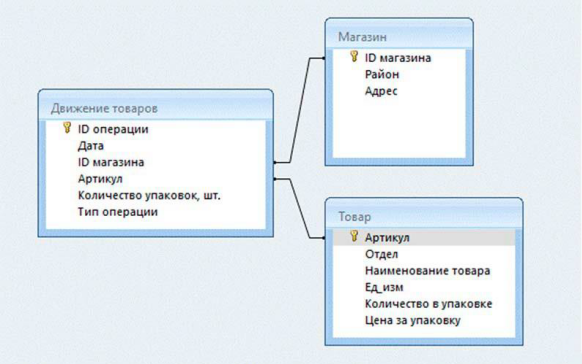 Магазин
ID магазина
Район
Адрес
Движение товаров
ID операции
Дата
ID магазина
Артикул
Количество упаковок, шт.
Тип операции
Товар
Артикул
Отдел
Наименование товара
Ед_изм
Количество в упаковке
Цена за упаковку